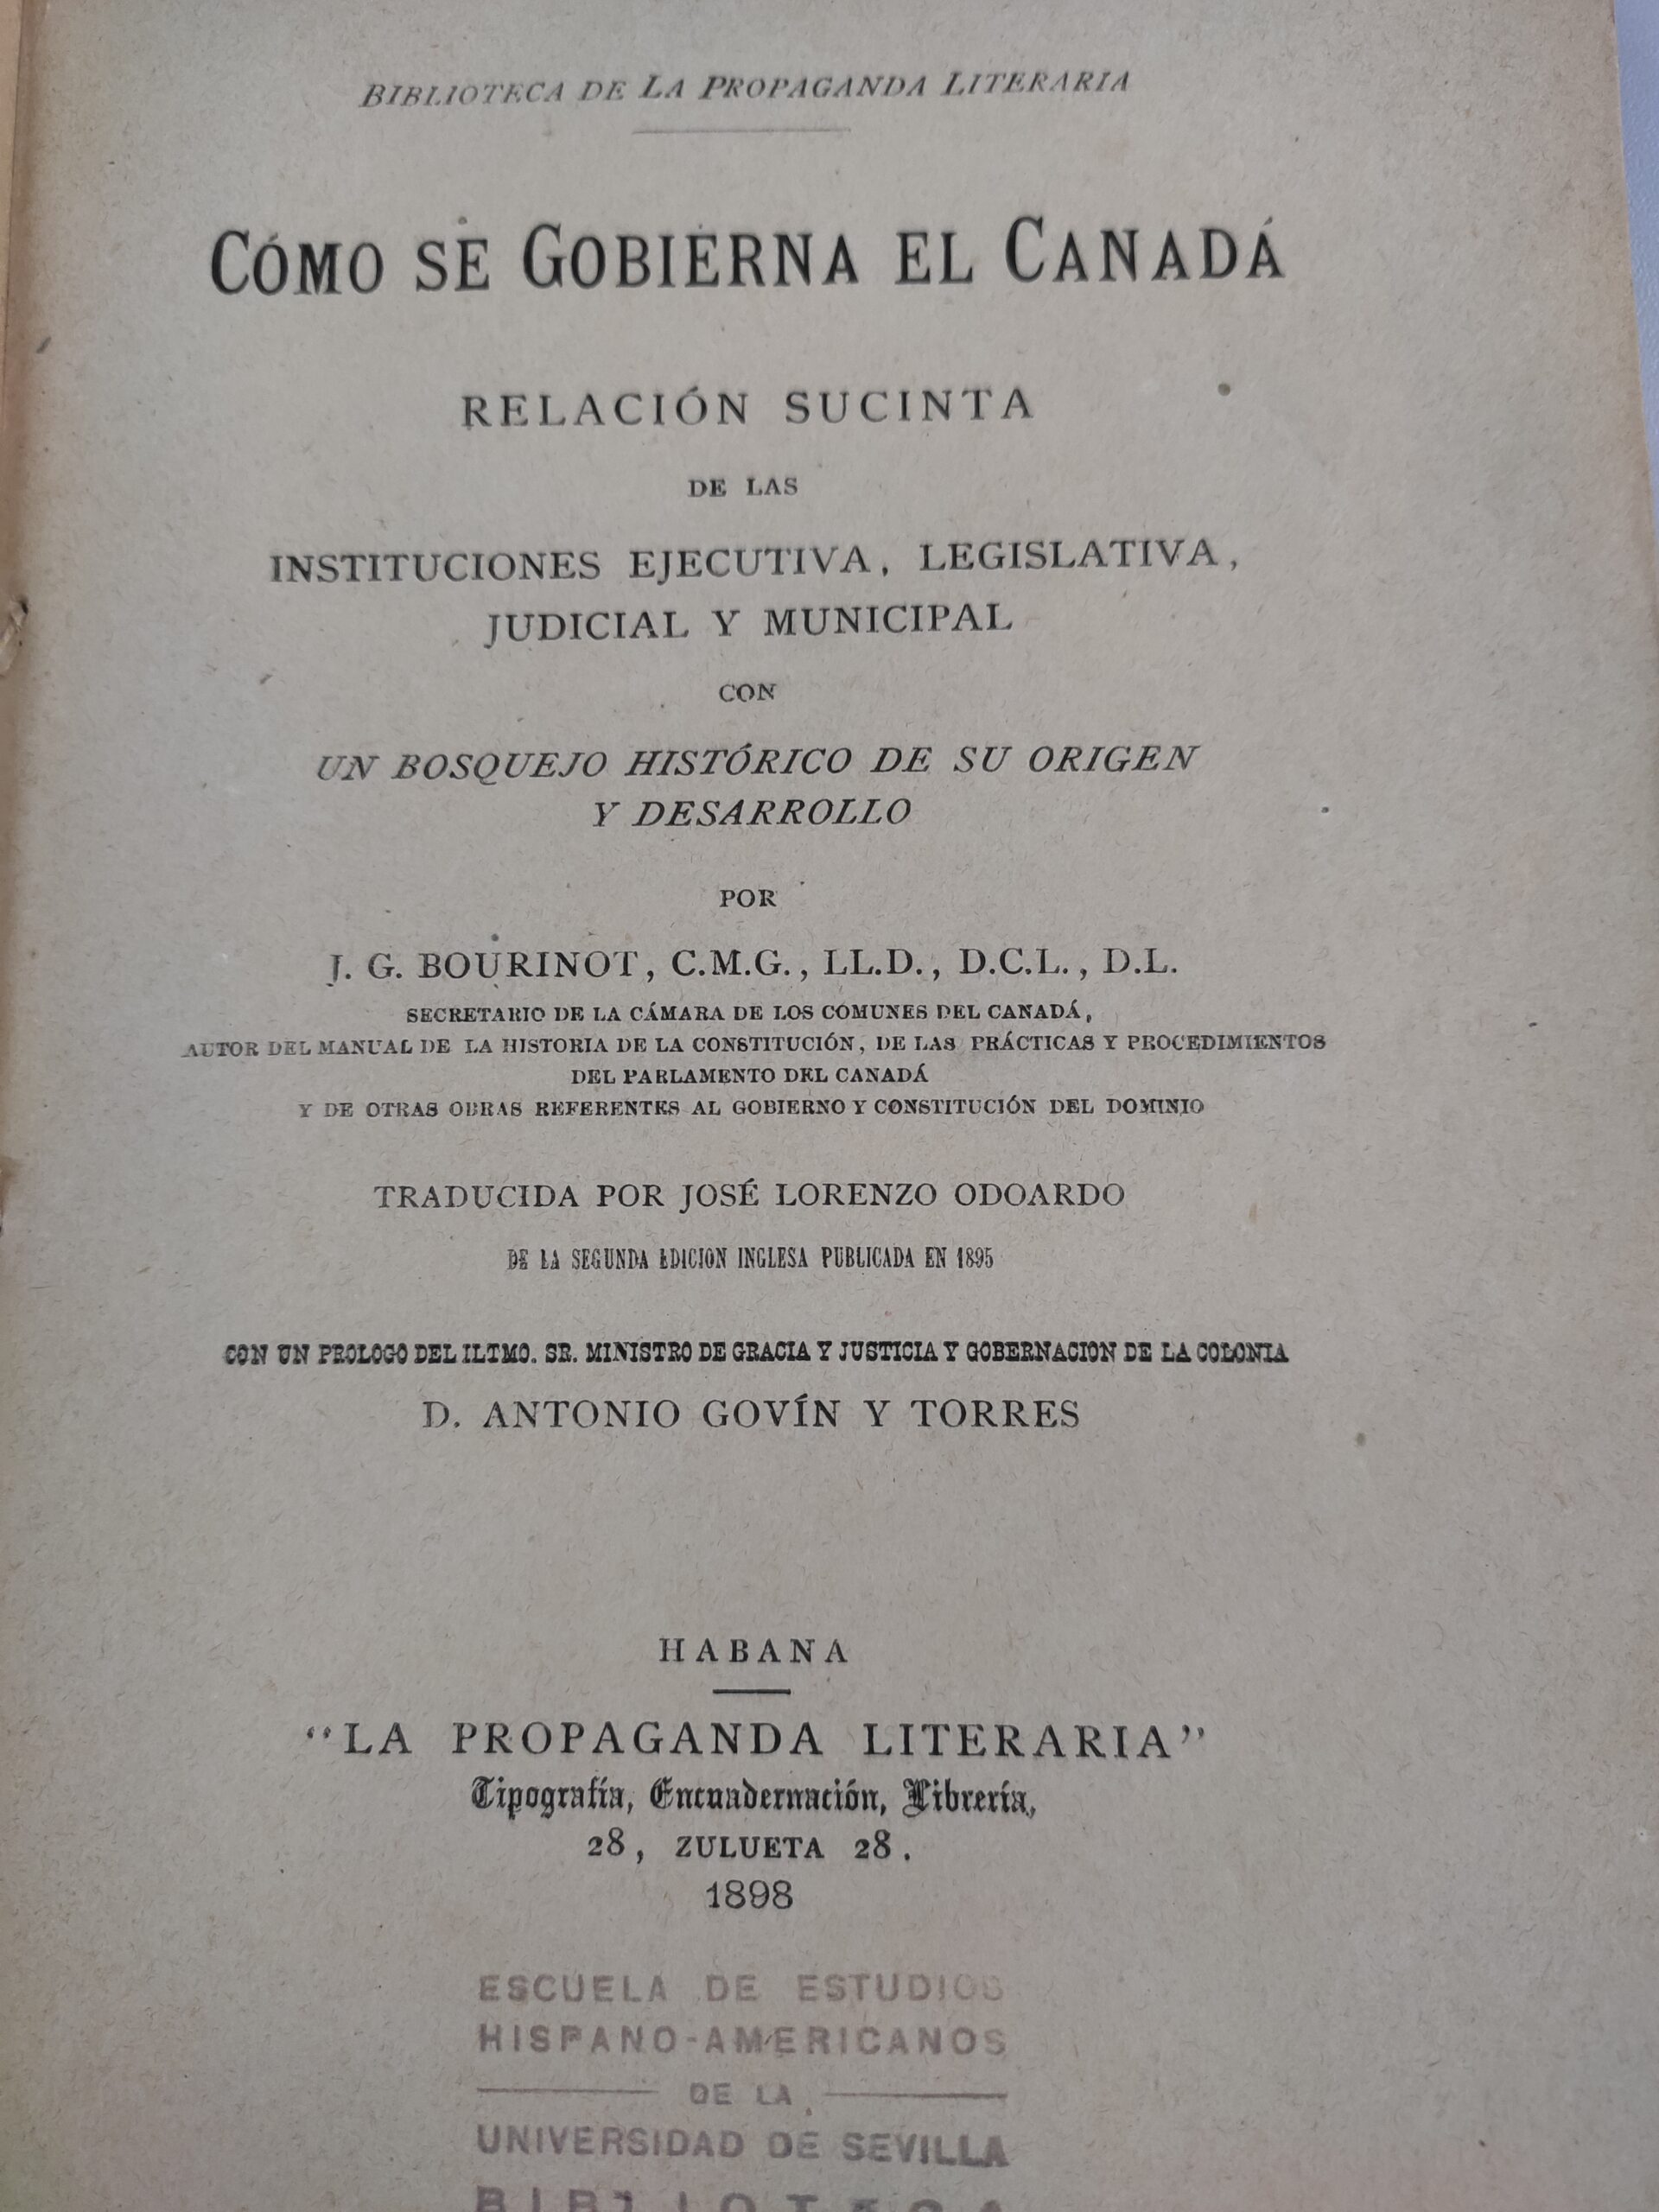 BIBLIOTECA DE LA PROPAGANDA LITERARIA
CÓMO SE GOBIERNA EL CANADÁ
RELACIÓN SUCINTA
DE LAS
INSTITUCIONES EJECUTIVA, LEGISLATIVA,
JUDICIAL Y MUNICIPAL
CON
UN BOSQUEJO HISTÓRICO DE SU ORIGEN
Y DESARROLLO
POR
J. G. BOURINOT, C.M.G., LL.D., D.C.L., D.L.
SECRETARIO DE LA CÁMARA DE LOS COMUNES DEL CANADÁ,
AUTOR DEL MANUAL DE LA HISTORIA DE LA CONSTITUCIÓN, DE LAS PRÁCTICAS Y PROCEDIMIENTOS
DEL PARLAMENTO DEL CANADÁ
Y DE OTRAS OBRAS REFERENTES AL GOBIERNO Y CONSTITUCIÓN DEL DOMINIO
TRADUCIDA POR JOSÉ LORENZO ODOARDO
DE LA SEGUNDA EDICION INGLESA PUBLICADA EN 1895
CON UN PROLOGO DEL ILTMO. SR. MINISTRO DE GRACIA Y JUSTICIA Y GOBERNACION DE LA COLONIA
D. ANTONIO GOVÍN Y TORRES
HABANA
“LA PROPAGANDA LITERARIA”
Tipografía, Encuadernación, Librería,
28, ZULUETA 28.
1898
ESCUELA DE ESTUDIOS
HISPANO-AMERICANOS
DE LA
UNIVERSIDAD DE SEVILLA
BIBLIOTECA